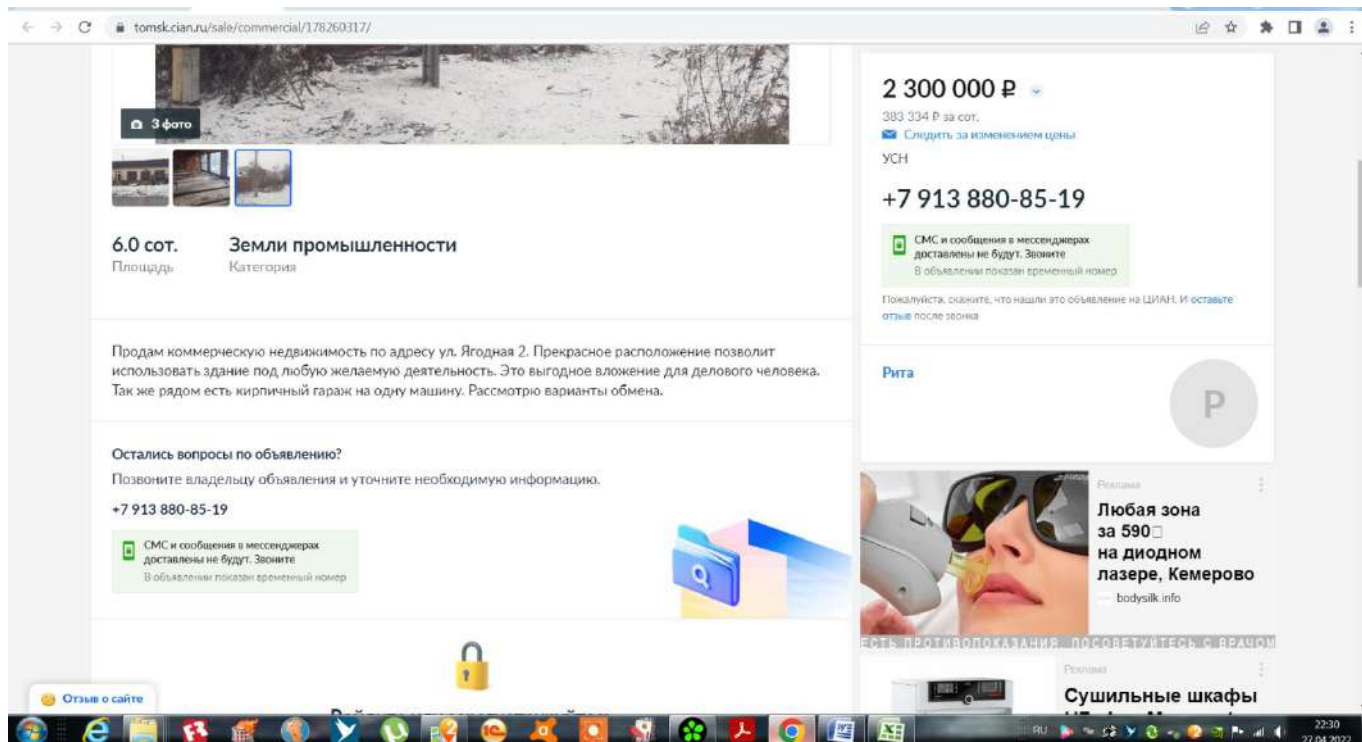 tomsk.cian.ru/sale/commercial/178260317/
3 фото
6.0 сот.
Площадь
Земли промышленности
Категория
Продам коммерческую недвижимость по адресу ул. Ягодная 2. Прекрасное расположение позволит
использовать здание под любую желаемую деятельность. Это выгодное вложение для делового человека.
Так же рядом есть кирпичный гараж на одну машину. Рассмотрю варианты обмена.
Остались вопросы по объявлению?
Позвоните владельцу объявления и уточните необходимую информацию.
+7 913 880-85-19
СМС и сообщения в мессенджерах
доставлены не будут. Звоните
В объявлении показан временный номер
Отзыв о сайте
2 300 000 ₽
383 334 ₽ за сот.
Следить за изменением цены
УСН
+7 913 880-85-19
СМС и сообщения в мессенджерах
доставлены не будут. Звоните
В объявлении показан временный номер
Пожалуйста, скажите, что нашли это объявление на ЦИАН. И оставьте
отзыв после звонка
Рита
Р
Реклама
Любая зона
за 590
на диодном
лазере, Кемерово
bodysilk.info
ЕСТЬ ПРОТИВОПОКАЗАНИЯ. ПОСОВЕТУЙТЕСЬ С ВРАЧОМ
Реклама
Сушильные шкафы
RU
22:30
27.04.2022